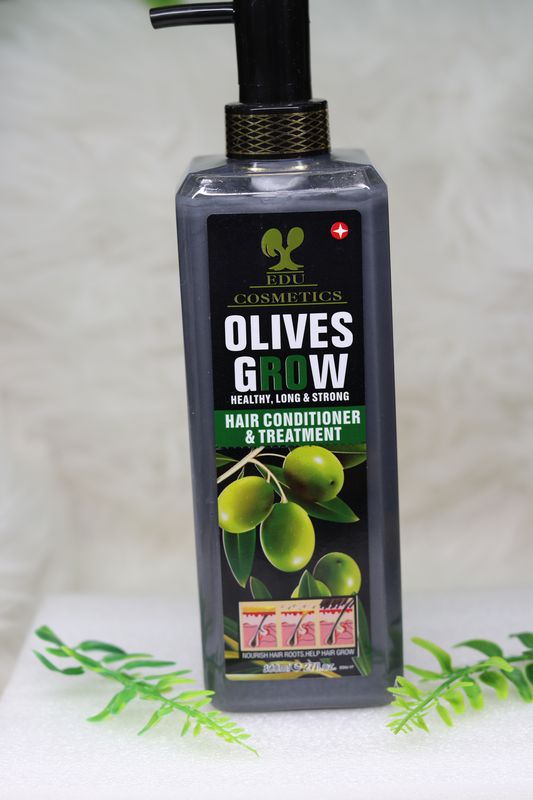 EDU
COSMETICS
OLIVES
GROW
HEALTHY, LONG & STRONG
HAIR CONDITIONER
& TREATMENT
NOURISH HAIR ROOTS, HELP HAIR GROW